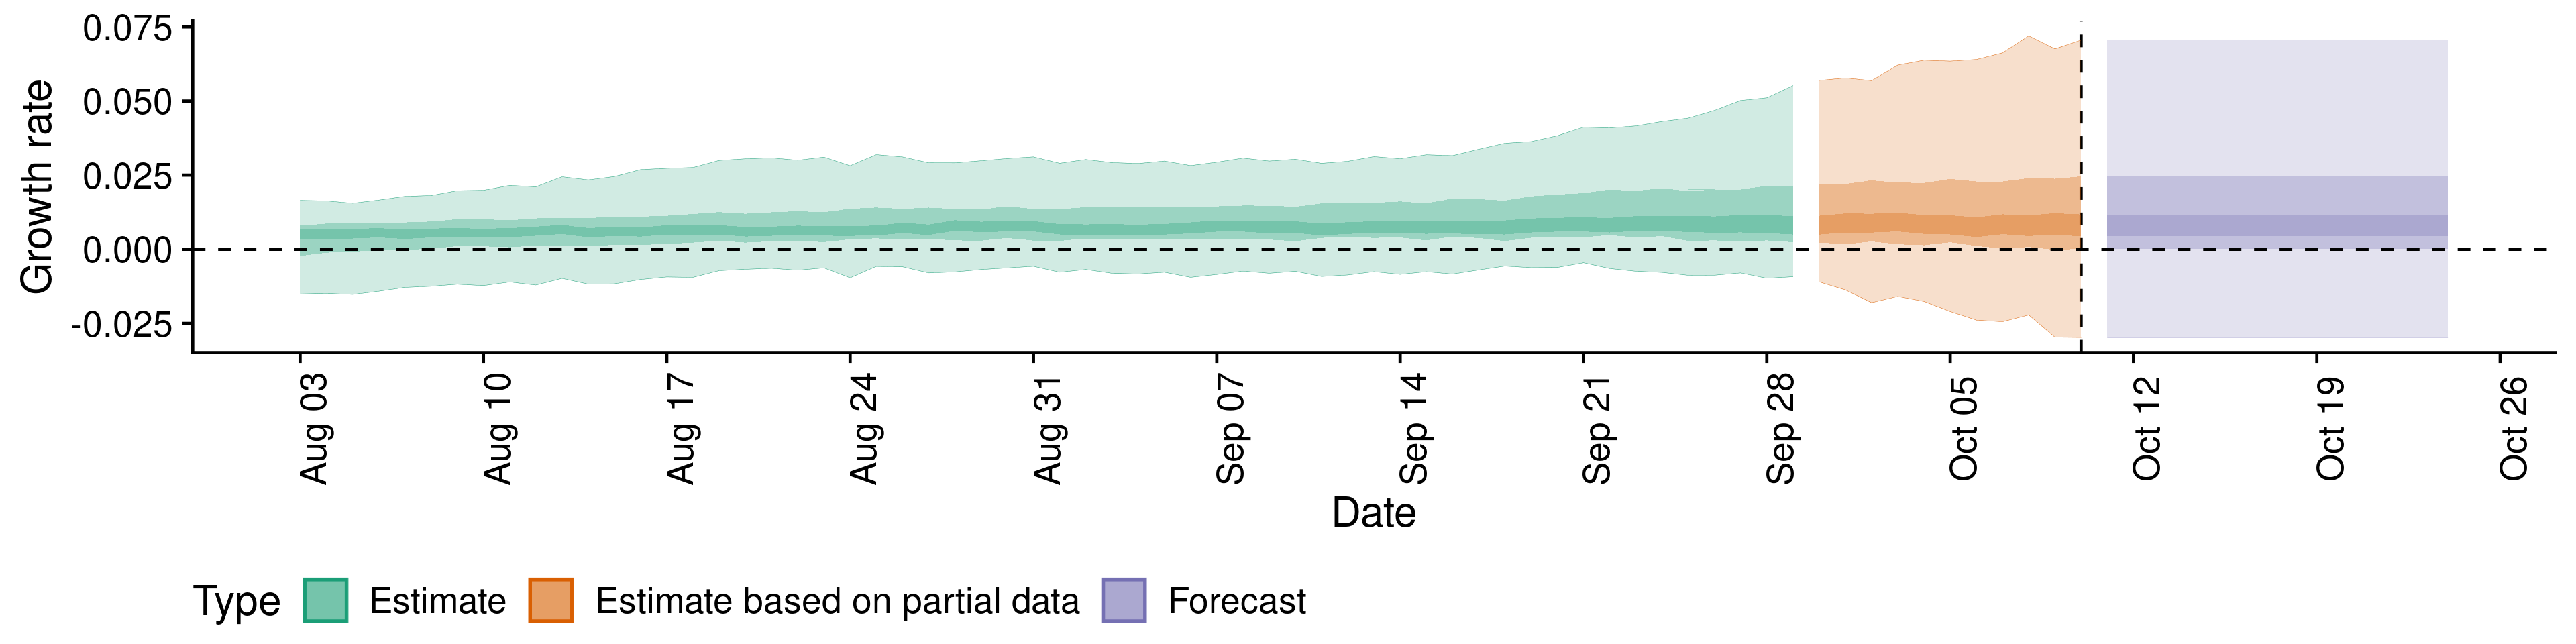 0.075
0.050
0.025
0.000
-0.025
Growth rate
Aug 03
Aug 10
Aug 17
Aug 24
Aug 31
Sep 07
Sep 14
Sep 21
Sep 28
Oct 05
Oct 12
Oct 19
Oct 26
Date
Type Estimate Estimate based on partial data Forecast